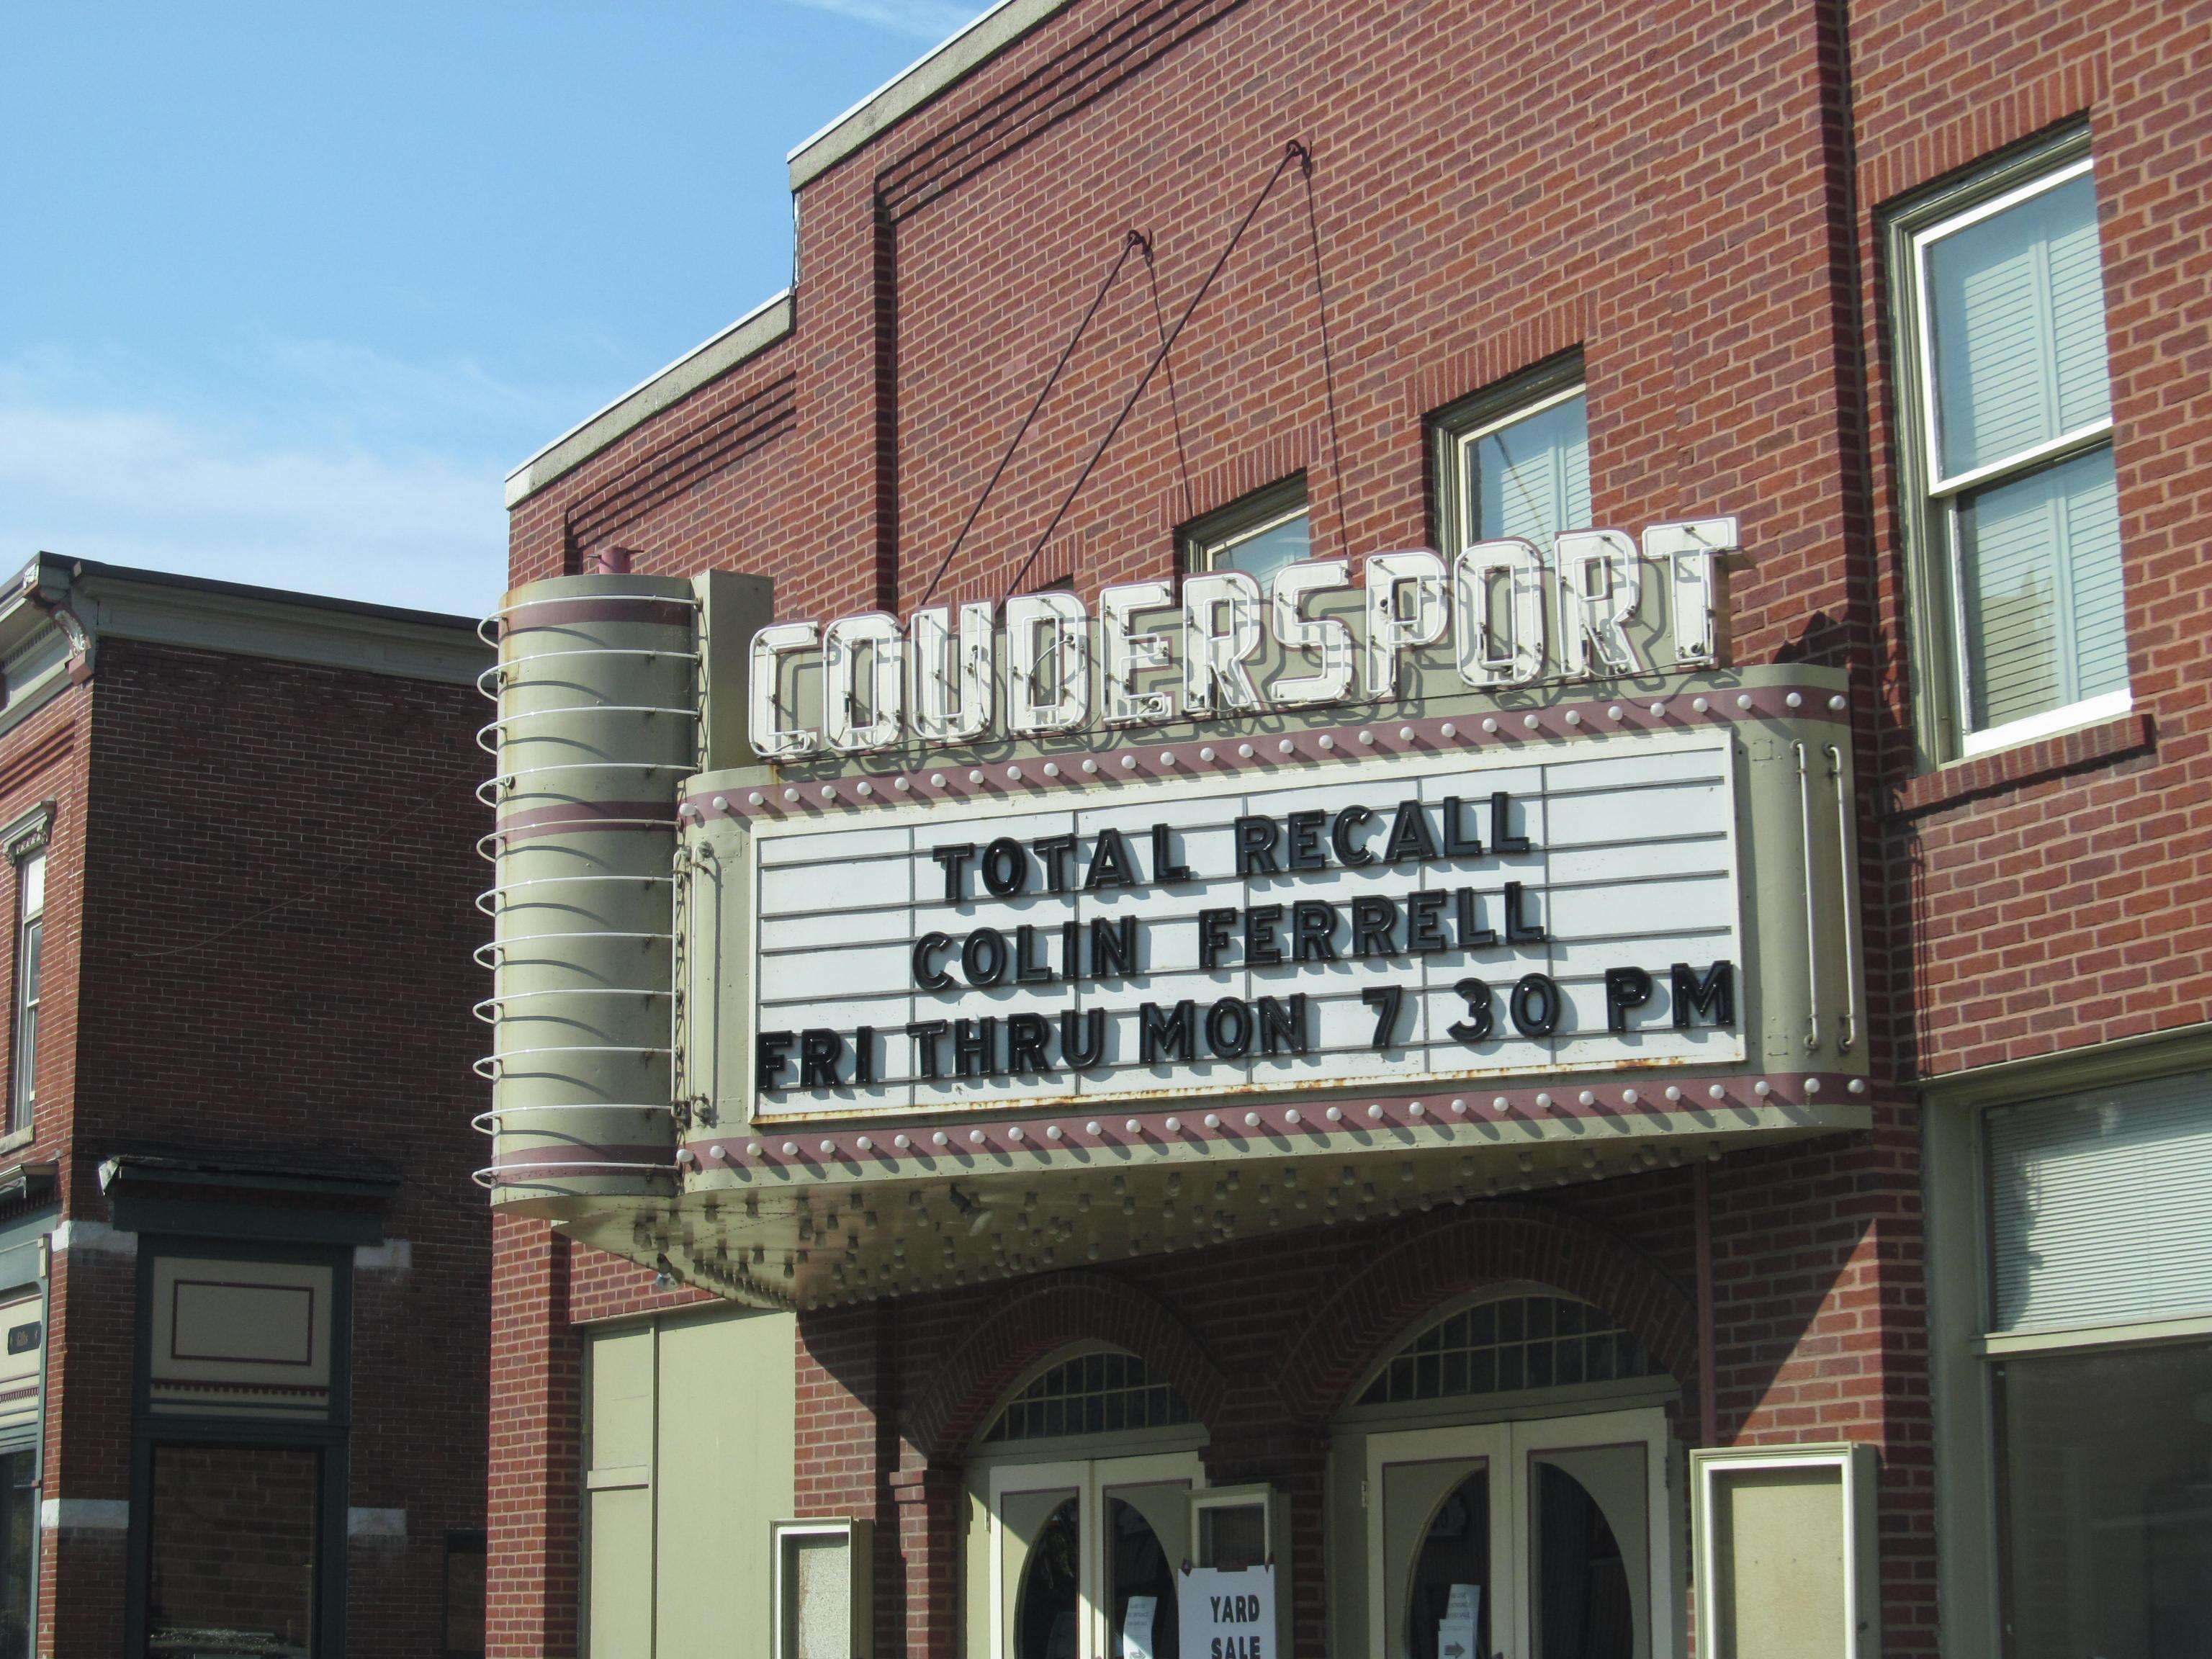 COUDERSPORT
TOTAL RECALL
COLIN FERRELL
FRI THRU MON 7 30 PM
YARD
SALE